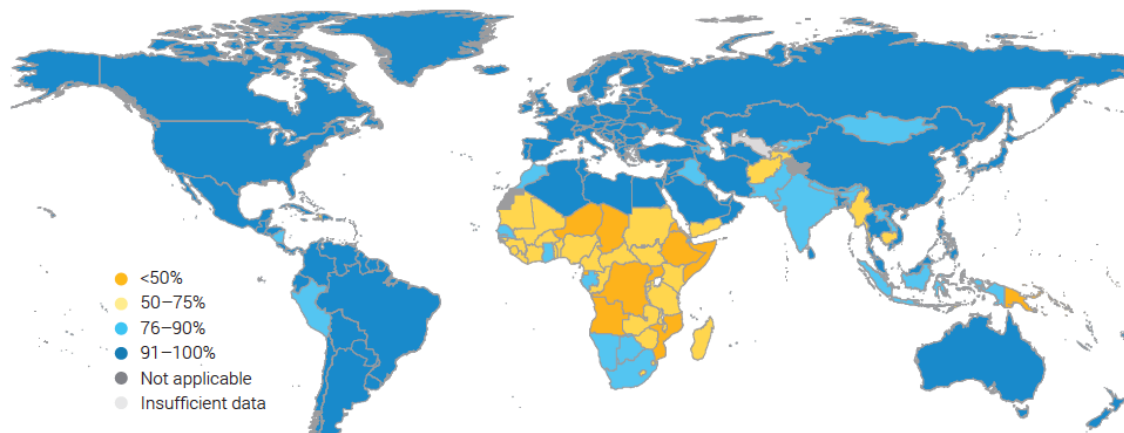 <50%
50–75%
76–90%
91–100%
Not applicable
Insufficient data